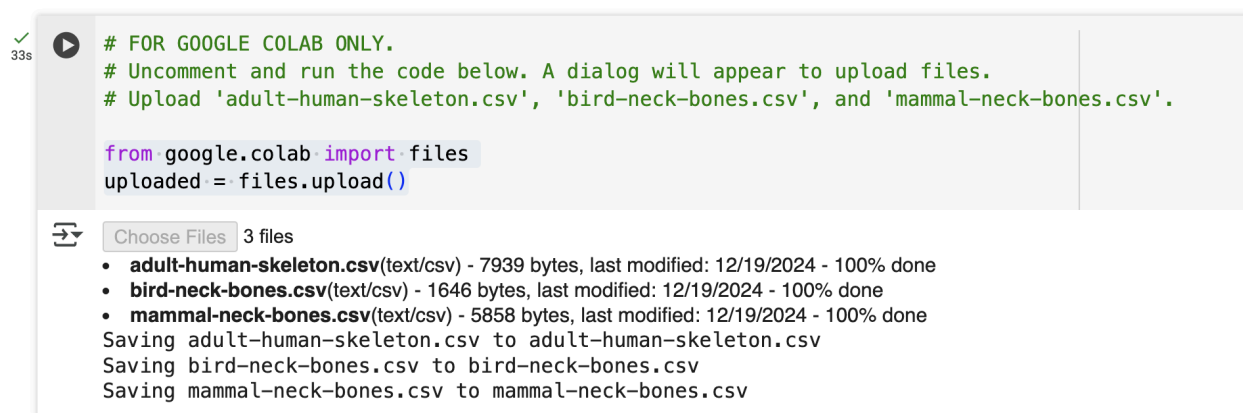 33s
# FOR GOOGLE COLAB ONLY.
# Uncomment and run the code below. A dialog will appear to upload files.
# Upload 'adult-human-skeleton.csv', 'bird-neck-bones.csv', and 'mammal-neck-bones.csv'.
from google.colab import files
uploaded = files.upload()
Choose Files 3 files
• adult-human-skeleton.csv(text/csv) - 7939 bytes, last modified: 12/19/2024 - 100% done
• bird-neck-bones.csv(text/csv) - 1646 bytes, last modified: 12/19/2024 - 100% done
• mammal-neck-bones.csv(text/csv) - 5858 bytes, last modified: 12/19/2024 - 100% done
Saving adult-human-skeleton.csv to adult-human-skeleton.csv
Saving bird-neck-bones.csv to bird-neck-bones.csv
Saving mammal-neck-bones.csv to mammal-neck-bones.csv